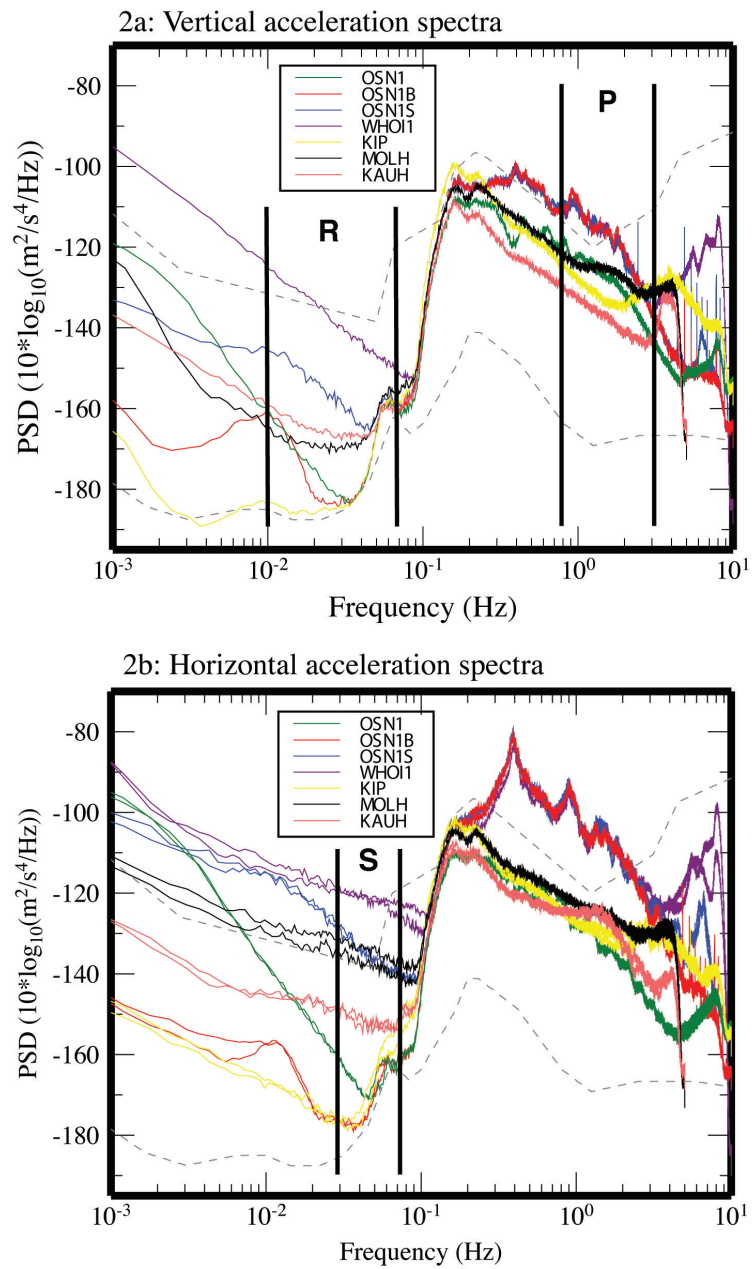 2a: Vertical acceleration spectra
PSD (10*log10(m2/s4/Hz))
-80
-100
-120
-140
-160
-180
OSN1
OSN1B
OSN1S
WHOI1
KIP
MOLH
KAUH
R
P
10-3
10-2
10-1
100
101
Frequency (Hz)
2b: Horizontal acceleration spectra
PSD (10*log10(m2/s4/Hz))
-80
-100
-120
-140
-160
-180
OSN1
OSN1B
OSN1S
WHOI1
KIP
MOLH
KAUH
S
10-3
10-2
10-1
100
101
Frequency (Hz)